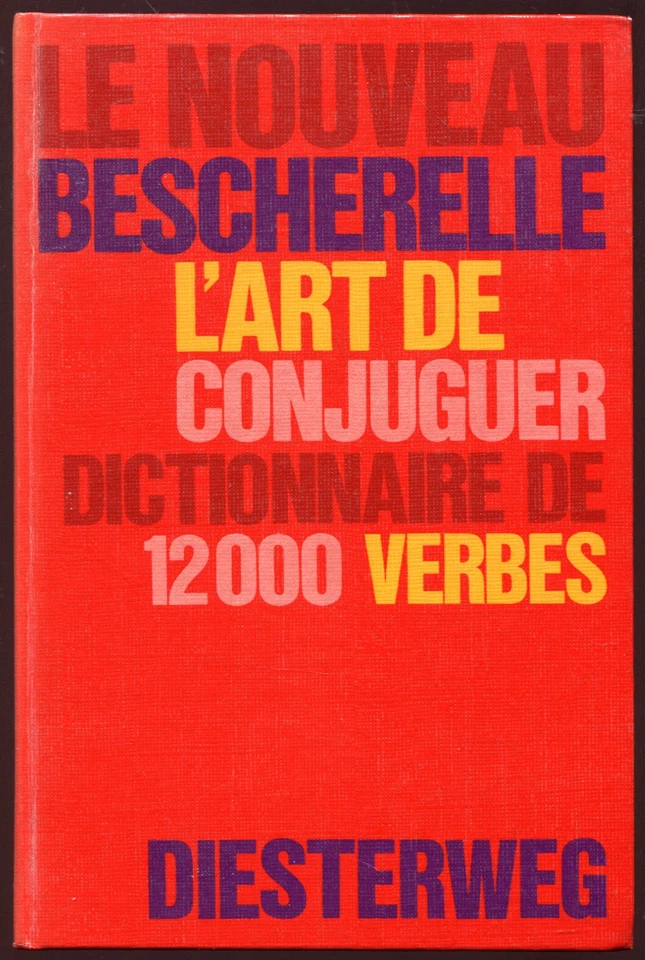 LE NOUVEAU
BESCHERELLE
L'ART DE
CONJUGUER
DICTIONNAIRE DE
12000 VERBES
DIESTERWEG